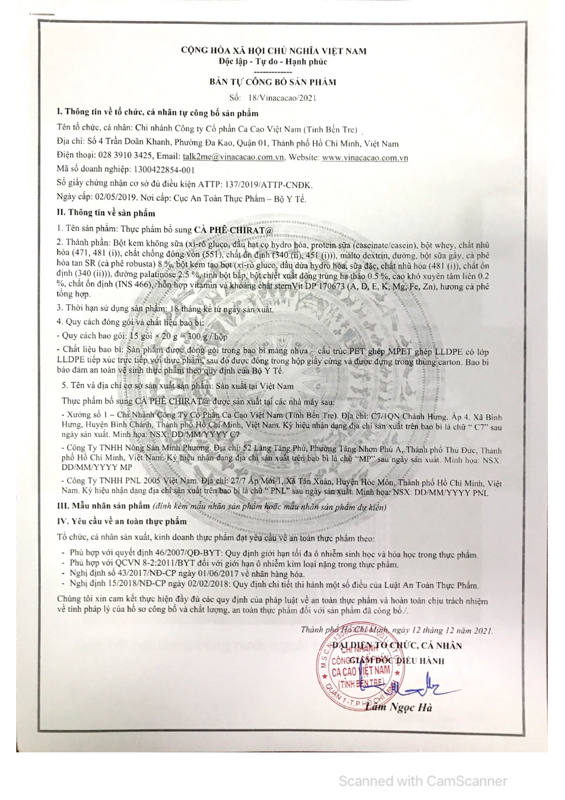 CỘNG HÒA XÃ HỘI CHỦ NGHĨA VIỆT NAM
Độc lập - Tự do - Hạnh phúc
BẢN TỰ CÔNG BỐ SẢN PHẨM
Số: 18/Vinacacao/2021
I. Thông tin về tổ chức, cá nhân tự công bố sản phẩm
Tên tổ chức, cá nhân: Chi nhánh Công ty Cổ phần Ca Cao Việt Nam (Tỉnh Bến Tre)
Địa chỉ: Số 4 Trần Doãn Khanh, Phường Đa Kao, Quận 01, Thành phố Hồ Chí Minh, Việt Nam
Điện thoại: 028 3910 3425, Email: talk2me@vinacacao.com.vn, Website: www.vinacacao.com.vn
Mã số doanh nghiệp: 1300422854-001
Số giấy chứng nhận cơ sở đủ điều kiện ATTP: 137/2019/ATTP-CNĐK.
Ngày cấp: 02/05/2019. Nơi cấp: Cục An Toàn Thực Phẩm – Bộ Y Tế.
II. Thông tin về sản phẩm
1. Tên sản phẩm: Thực phẩm bổ sung CÀ PHÊ CHIRAT@
2. Thành phần: Bột kem không sữa (xi-rô gluco, dầu hạt cọ hydro hóa, protein sữa (caseinate/casein), bột whey, chất nhũ
hóa (471, 481 (i)), chất chống đông vón (551), chất ổn định (340 (ii), 451 (i))), malto dextrin, đường, bột sữa gầy, cà phê
hòa tan SR (cà phê robusta) 8 %, bột kem tạo bọt (xi-rô gluco, dầu dừa hydro hóa, sữa đặc, chất nhũ hóa (481 (i)), chất ổn
định (340 (ii))), đường palatinose 2.5 %, tinh bột bắp, bột chiết xuất đông trùng hạ thảo 0.5 %, cao khô xuyên tâm liên 0.2
%, chất ổn định (INS 466), hỗn hợp vitamin và khoáng chất sternVit DP 170673 (A, D, E, K, Mg, Fe, Zn), hương cà phê
tổng hợp.
3. Thời hạn sử dụng sản phẩm: 18 tháng kể từ ngày sản xuất.
4. Quy cách đóng gói và chất liệu bao bì:
- Quy cách bao gói: 15 gói × 20 g = 300 g / hộp
- Chất liệu bao bì: Sản phẩm được đóng gói trong bao bì màng nhựa – cấu trúc PET ghép MPET ghép LLDPE có lớp
LLDPE tiếp xúc trực tiếp với thực phẩm, sau đó được đóng trong hộp giấy cứng và được đựng trong thùng carton. Bao bì
bảo đảm an toàn vệ sinh thực phẩm theo quy định của Bộ Y Tế.
5. Tên và địa chỉ cơ sở sản xuất sản phẩm: Sản xuất tại Việt Nam
Thực phẩm bổ sung CÀ PHÊ CHIRAT@ được sản xuất tại các nhà máy sau:
- Xưởng số 1 – Chi Nhánh Công Ty Cổ Phần Ca Cao Việt Nam (Tỉnh Bến Tre). Địa chỉ: C7/1QN Chánh Hưng, Ấp 4, Xã Bình
Hưng, Huyện Bình Chánh, Thành phố Hồ Chí Minh, Việt Nam. Ký hiệu nhận dạng địa chỉ sản xuất trên bao bì là chữ “ C7” sau
ngày sản xuất. Minh họa: NSX: DD/MM/YYYY C7
- Công Ty TNHH Nông Sản Minh Phương. Địa chỉ: 52 Làng Tăng Phú, Phường Tăng Nhơn Phú A, Thành phố Thủ Đức, Thành
phố Hồ Chí Minh, Việt Nam. Ký hiệu nhận dạng địa chỉ sản xuất trên bao bì là chữ “MP” sau ngày sản xuất. Minh họa: NSX:
DD/MM/YYYY MP
- Công Ty TNHH PNL 2005 Việt Nam. Địa chỉ: 27/7 Ấp Mới 1, Xã Tân Xuân, Huyện Hóc Môn, Thành phố Hồ Chí Minh, Việt
Nam. Ký hiệu nhận dạng địa chỉ sản xuất trên bao bì là chữ “ PNL” sau ngày sản xuất. Minh họa: NSX: DD/MM/YYYY PNL
III. Mẫu nhãn sản phẩm (đính kèm mẫu nhãn sản phẩm hoặc mẫu nhãn sản phẩm dự kiến)
IV. Yêu cầu về an toàn thực phẩm
Tổ chức, cá nhân sản xuất, kinh doanh thực phẩm đạt yêu cầu về an toàn thực phẩm theo:
- Phù hợp với quyết định 46/2007/QĐ-BYT: Quy định giới hạn tối đa ô nhiễm sinh học và hóa học trong thực phẩm.
- Phù hợp với QCVN 8-2:2011/BYT đối với giới hạn ô nhiễm kim loại nặng trong thực phẩm.
- Nghị định số 43/2017/NĐ-CP ngày 01/06/2017 về nhãn hàng hóa.
- Nghị định 15/2018/NĐ-CP ngày 02/02/2018: Quy định chi tiết thi hành một số điều của Luật An Toàn Thực Phẩm.
Chúng tôi xin cam kết thực hiện đầy đủ các quy định của pháp luật về an toàn thực phẩm và hoàn toàn chịu trách nhiệm
về tính pháp lý của hồ sơ công bố và chất lượng, an toàn thực phẩm đối với sản phẩm đã công bố./.
Thành phố Hồ Chí Minh, ngày 12 tháng 12 năm 2021.
ĐẠI DIỆN TỔ CHỨC, CÁ NHÂN
GIÁM ĐỐC ĐIỀU HÀNH
CHI NHÁNH
CÔNG TY CỔ PHẦN
CA CAO VIỆT NAM
(TỈNH BẾN TRE)
QUẬN 1 - T.P HỒ CHÍ MINH
Lâm Ngọc Hà
Scanned with CamScanner